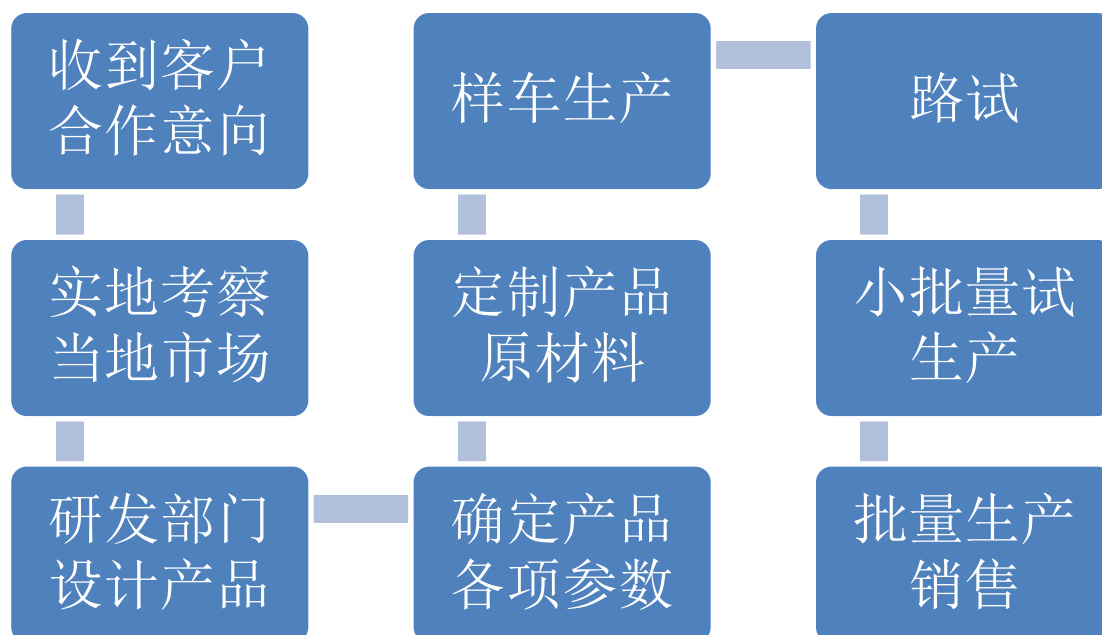 收到客户
合作意向
实地考察
当地市场
研发部门
设计产品
确定产品
各项参数
定制产品
原材料
样车生产
路试
小批量试
生产
批量生产
销售